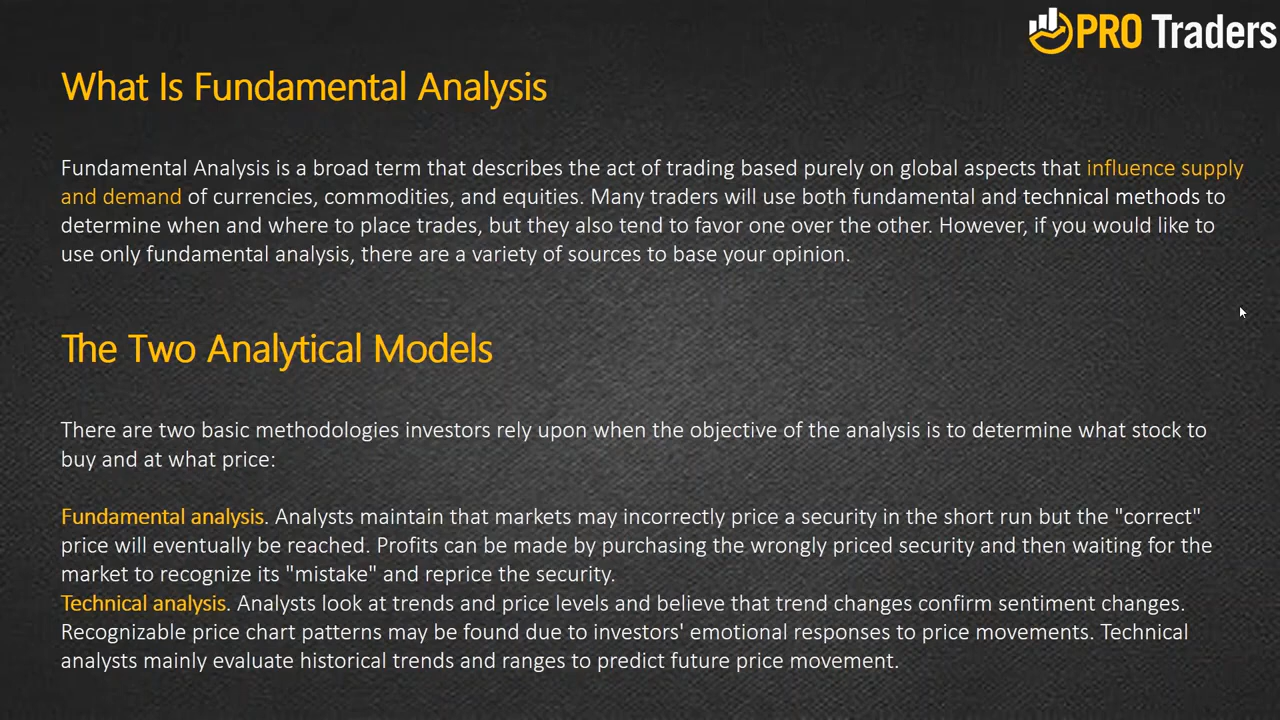 PRO Traders
What Is Fundamental Analysis
Fundamental Analysis is a broad term that describes the act of trading based purely on global aspects that influence supply
and demand of currencies, commodities, and equities. Many traders will use both fundamental and technical methods to
determine when and where to place trades, but they also tend to favor one over the other. However, if you would like to
use only fundamental analysis, there are a variety of sources to base your opinion.
The Two Analytical Models
There are two basic methodologies investors rely upon when the objective of the analysis is to determine what stock to
buy and at what price:
Fundamental analysis. Analysts maintain that markets may incorrectly price a security in the short run but the "correct"
price will eventually be reached. Profits can be made by purchasing the wrongly priced security and then waiting for the
market to recognize its "mistake" and reprice the security.
Technical analysis. Analysts look at trends and price levels and believe that trend changes confirm sentiment changes.
Recognizable price chart patterns may be found due to investors' emotional responses to price movements. Technical
analysts mainly evaluate historical trends and ranges to predict future price movement.